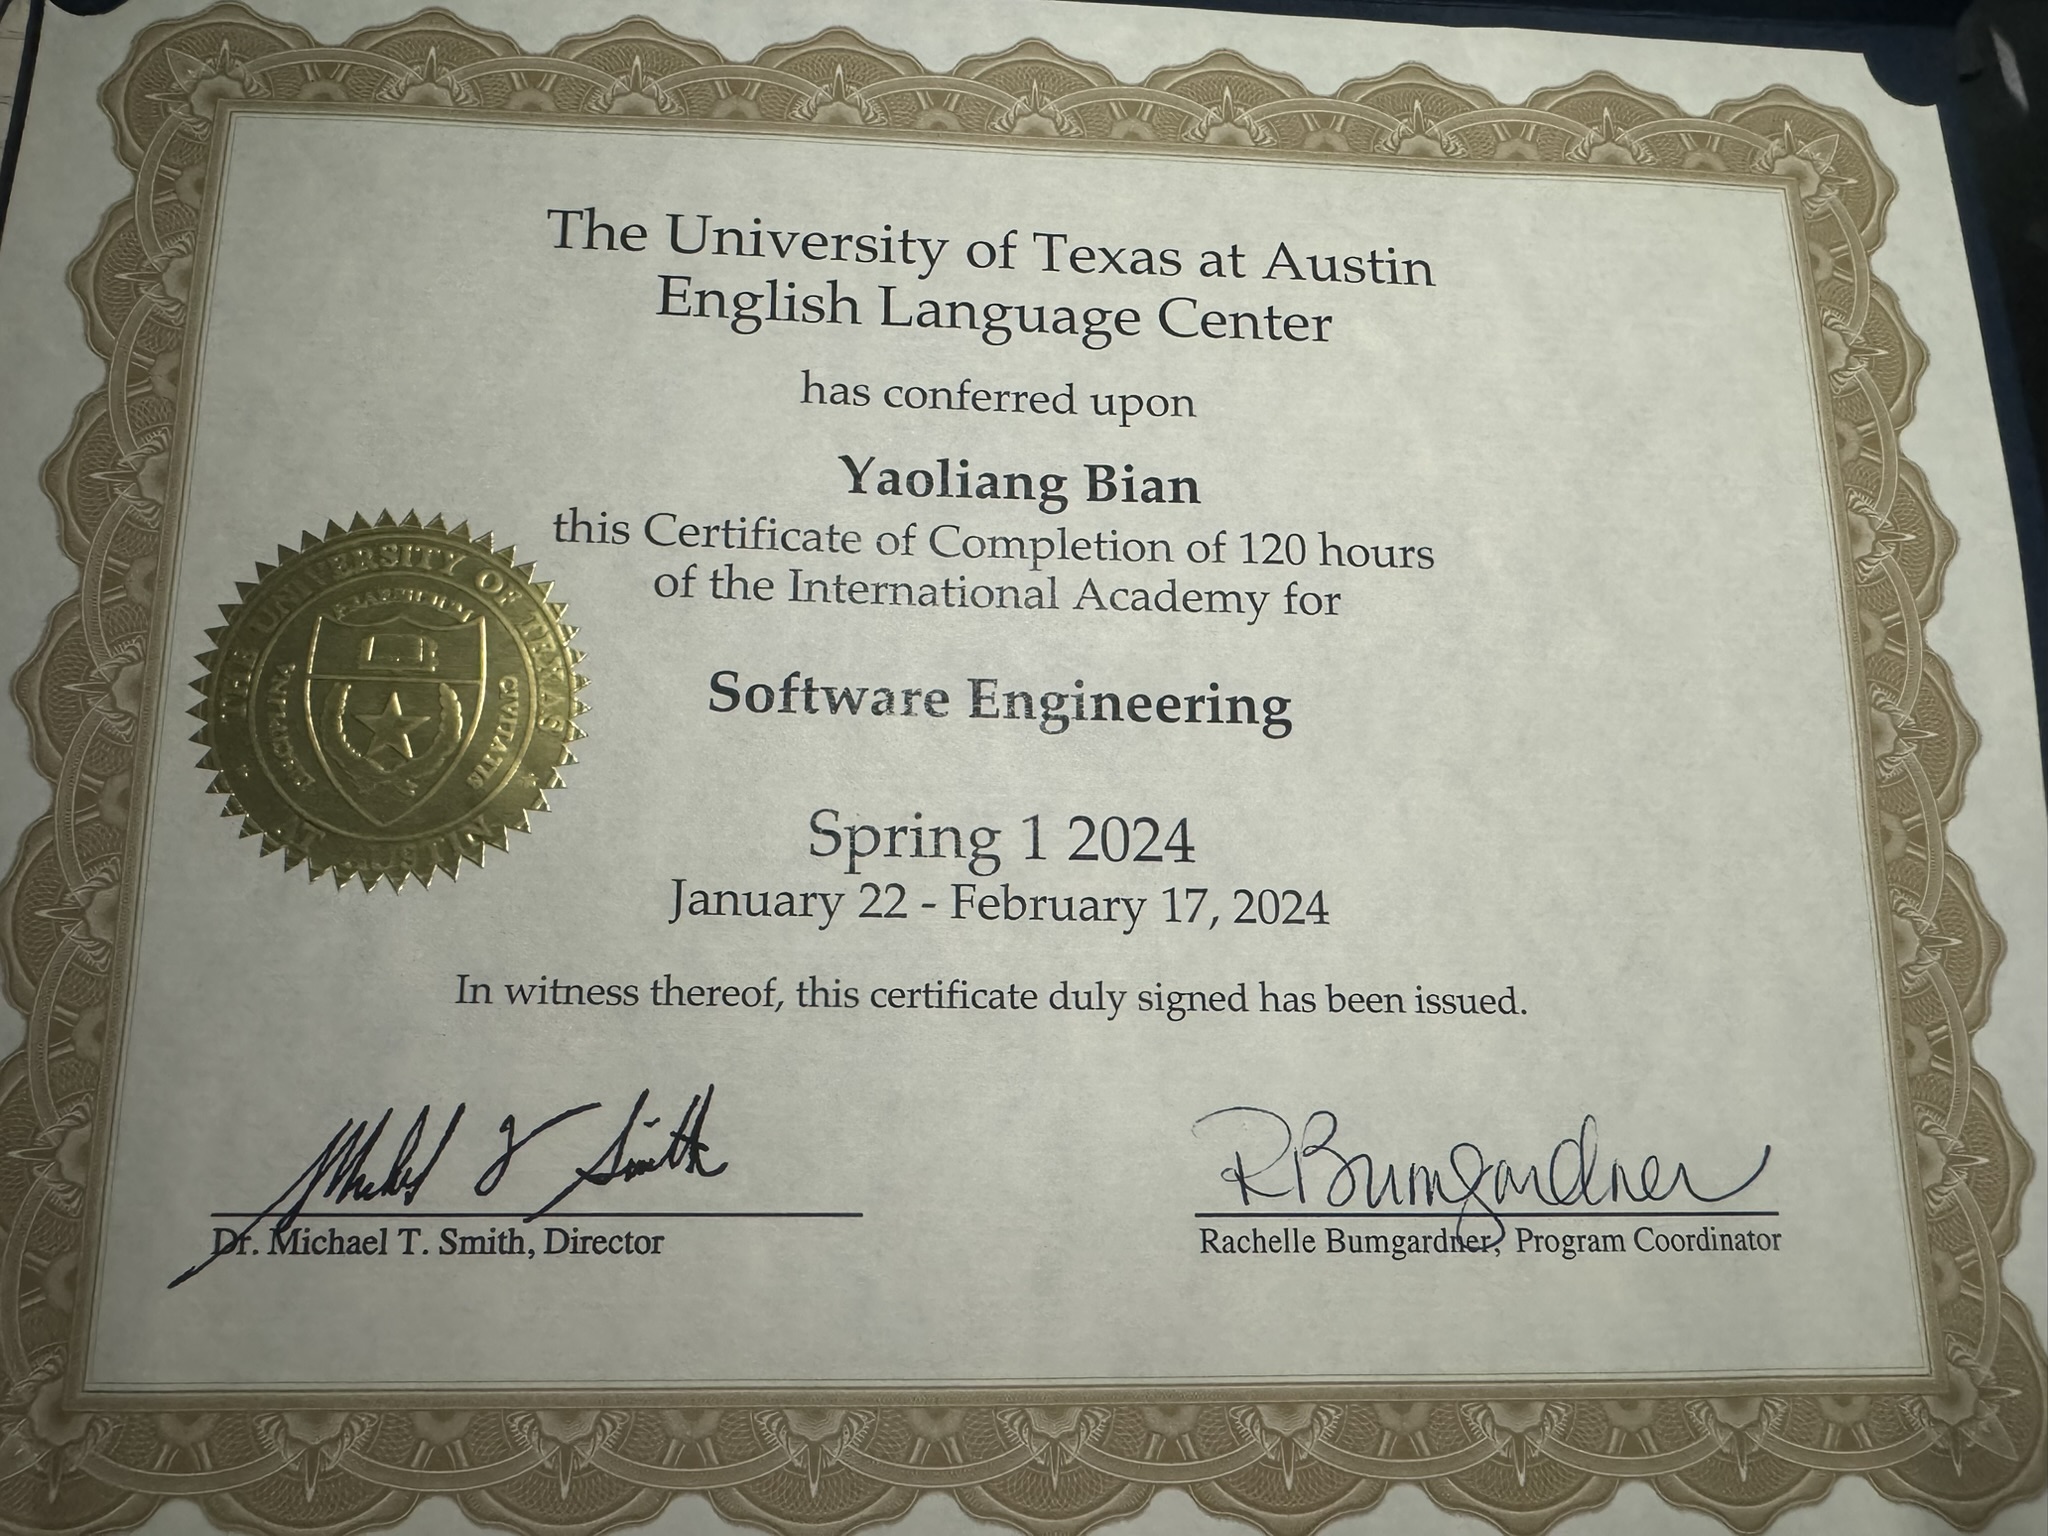 The University of Texas at Austin
English Language Center
has conferred upon
Yaoliang Bian
this Certificate of Completion of 120 hours
of the International Academy for
Software Engineering
Spring 1 2024
January 22 - February 17, 2024
In witness thereof, this certificate duly signed has been issued.
THE UNIVERSITY OF TEXAS
AT AUSTIN
DISCIPLINA
CIVITATIS
Michael T Smith
Dr. Michael T. Smith, Director
RBumgardner
Rachelle Bumgardner, Program Coordinator